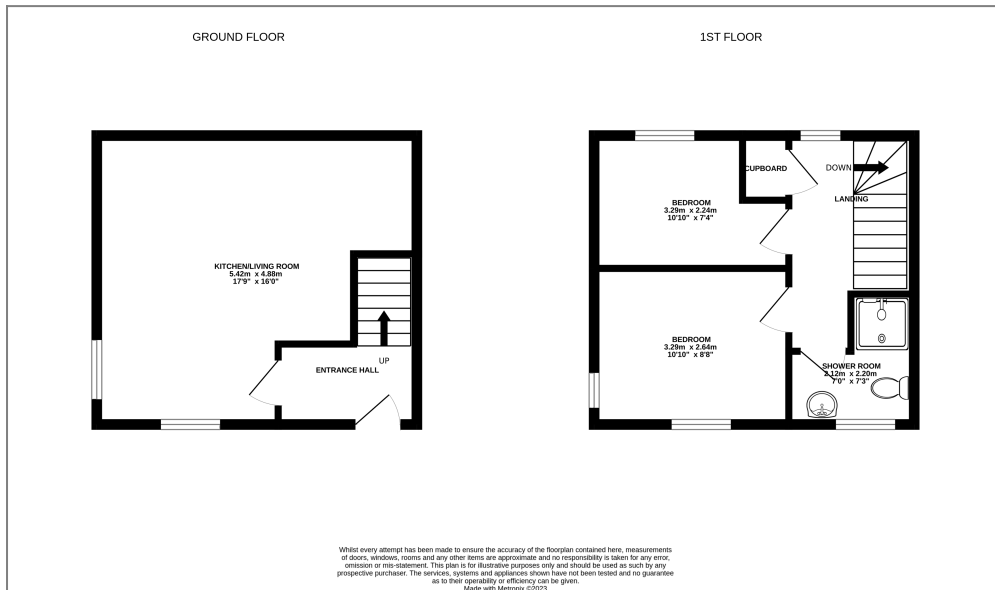 GROUND FLOOR
1ST FLOOR
KITCHEN/LIVING ROOM
5.42m x 4.88m
17'9" x 16'0"
UP
ENTRANCE HALL
CUPBOARD
DOWN
LANDING
BEDROOM
3.29m x 2.24m
10'10" x 7'4"
BEDROOM
3.29m x 2.64m
10'10" x 8'8"
SHOWER ROOM
2.12m x 2.20m
7'0" x 7'3"
Whilst every attempt has been made to ensure the accuracy of the floorplan contained here, measurements
of doors, windows, rooms and any other items are approximate and no responsibility is taken for any error,
omission or mis-statement. This plan is for illustrative purposes only and should be used as such by any
prospective purchaser. The services, systems and appliances shown have not been tested and no guarantee
as to their operability or efficiency can be given.
Made with Metropix ©2023